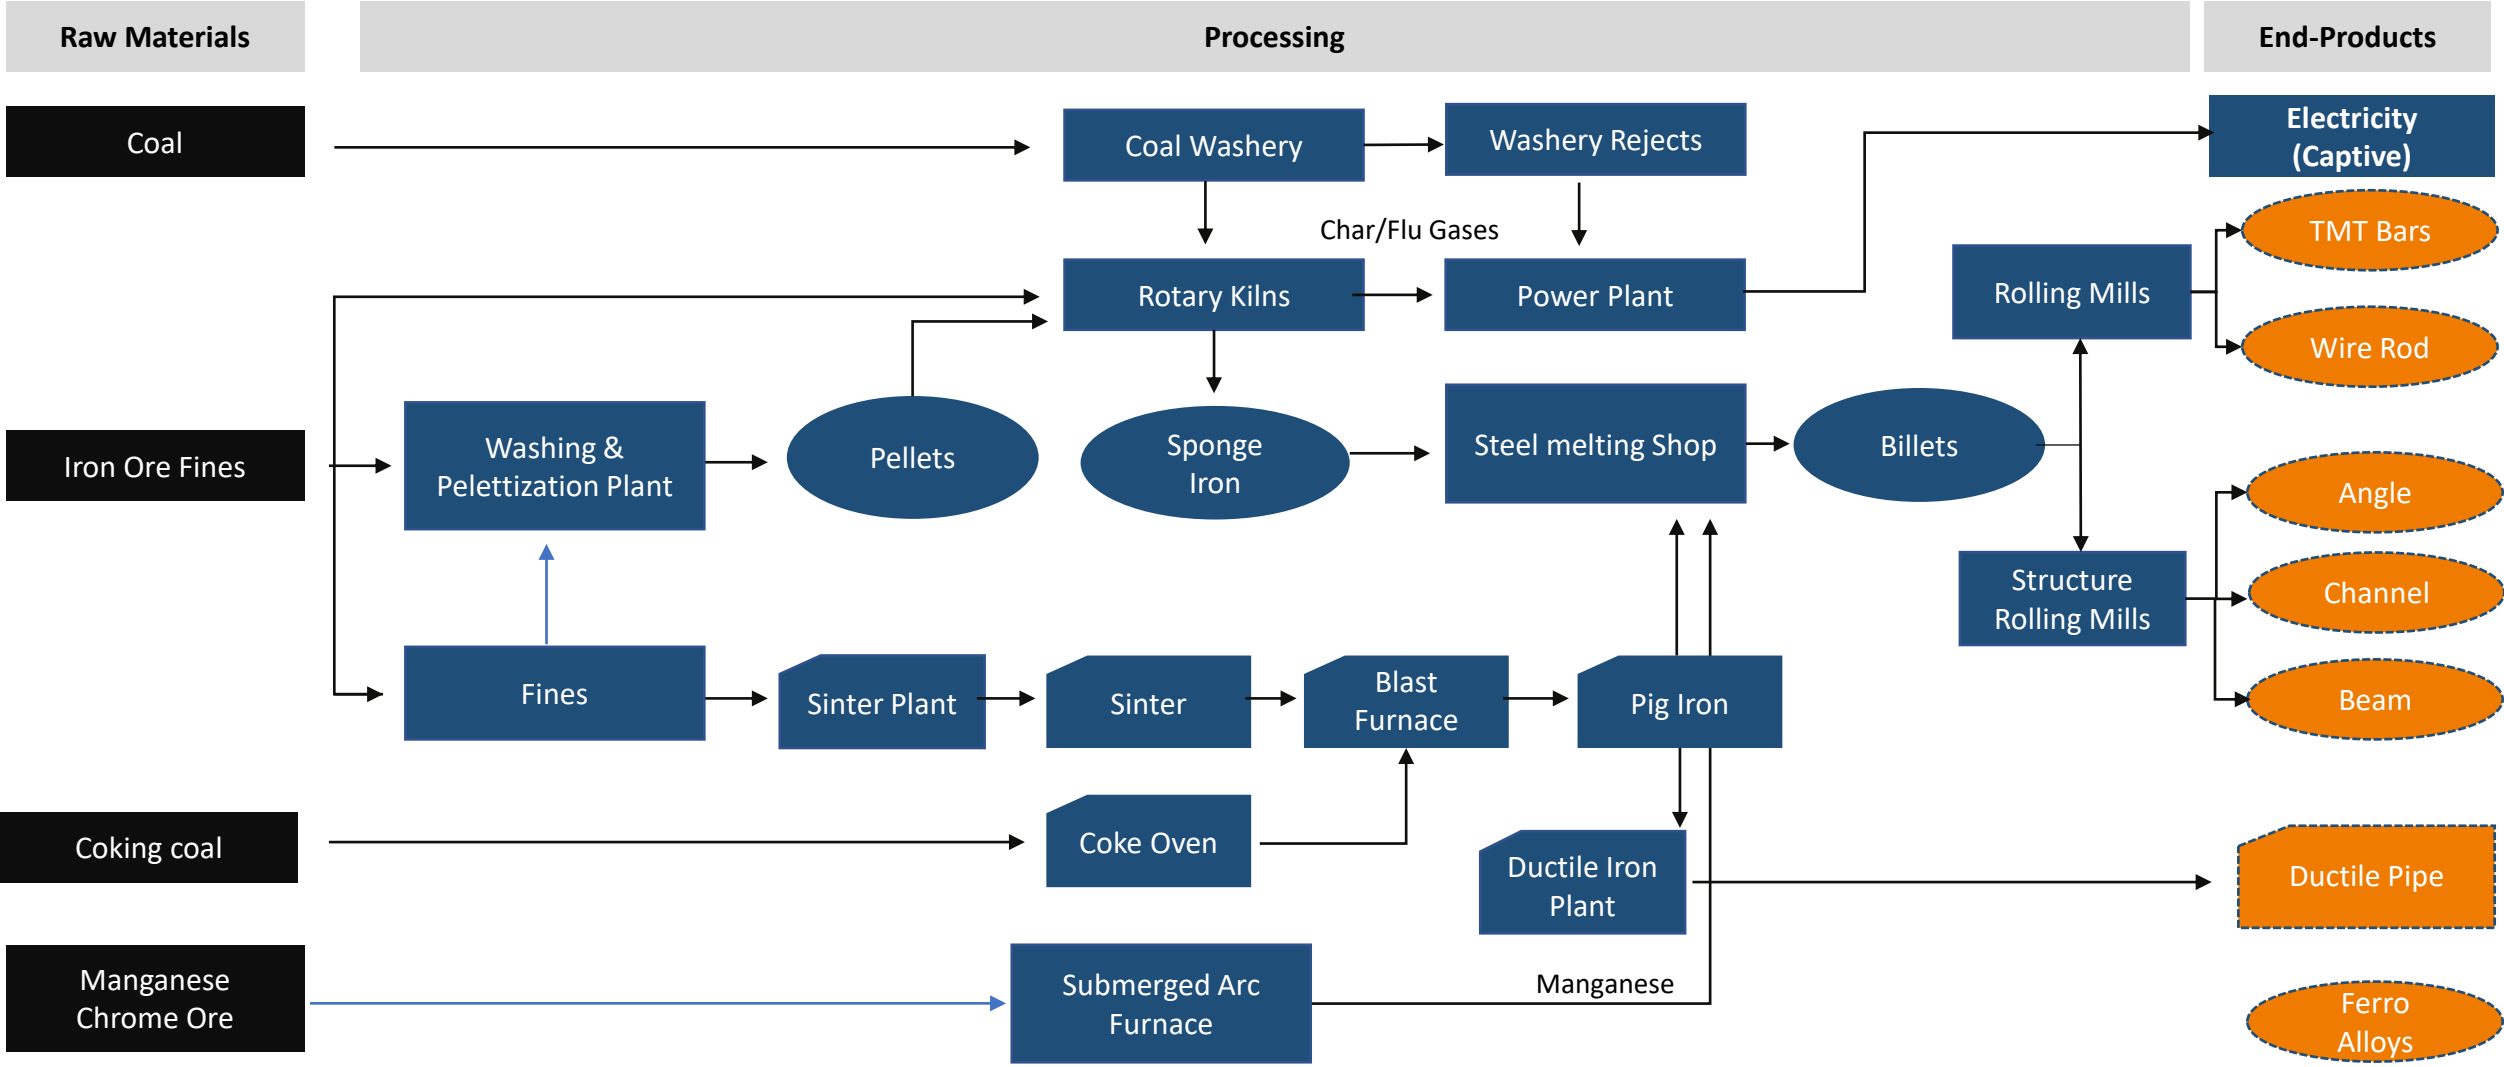 Raw Materials
Processing
End-Products
Coal
Coal Washery
Washery Rejects
Electricity
(Captive)
Char/Flu Gases
TMT Bars
Rotary Kilns
Power Plant
Rolling Mills
Wire Rod
Iron Ore Fines
Washing &
Pelettization Plant
Pellets
Sponge
Iron
Steel melting Shop
Billets
Angle
Structure
Rolling Mills
Channel
Fines
Sinter Plant
Sinter
Blast
Furnace
Pig Iron
Beam
Coking coal
Coke Oven
Ductile Iron
Plant
Ductile Pipe
Manganese
Chrome Ore
Submerged Arc
Furnace
Manganese
Ferro
Alloys